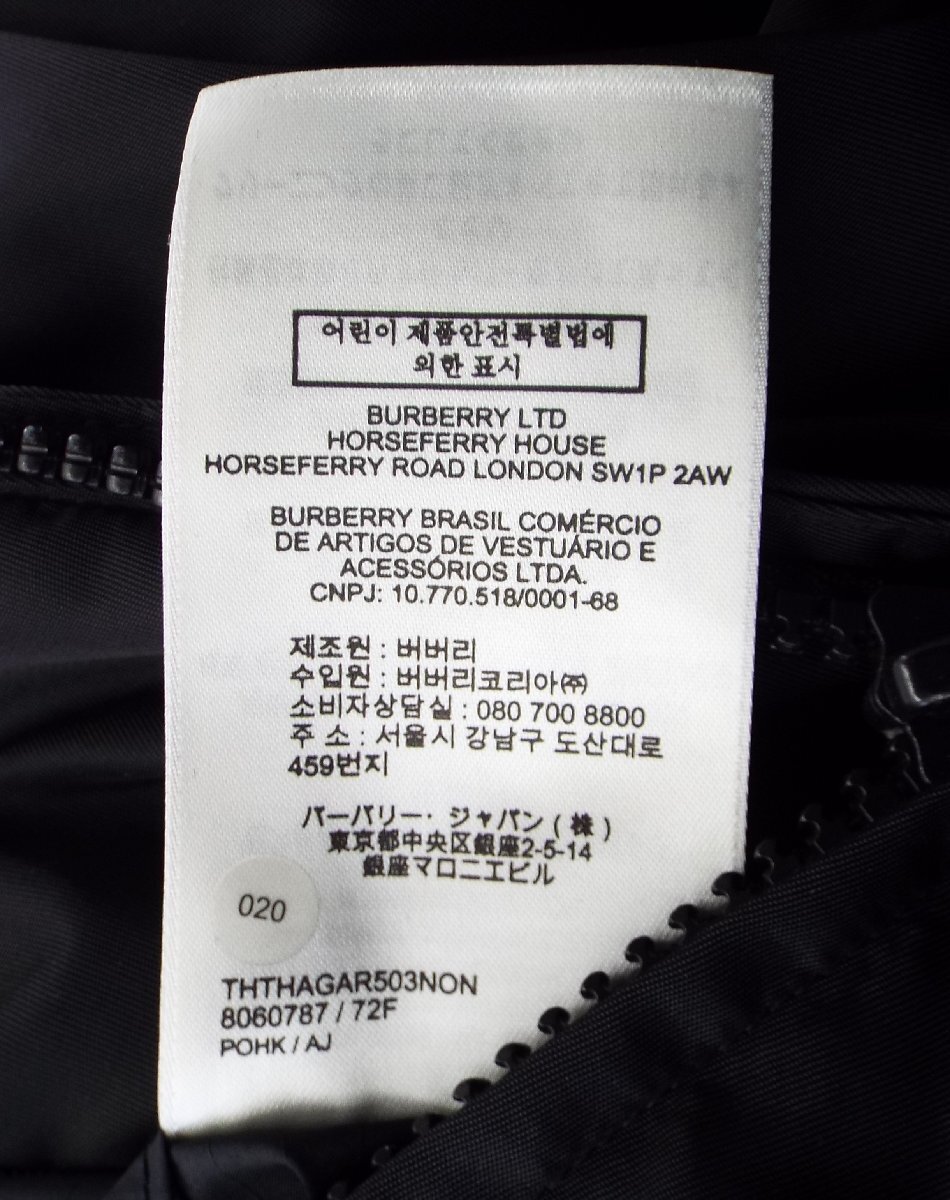 어린이 제품안전특별법에
의한 표시
BURBERRY LTD
HORSEFERRY HOUSE
HORSEFERRY ROAD LONDON SW1P 2AW
BURBERRY BRASIL COMÉRCIO
DE ARTIGOS DE VESTUÁRIO E
ACESSÓRIOS LTDA.
CNPJ: 10.770.518/0001-68
제조원 : 버버리
수입원 : 버버리코리아㈜
소비자상담실 : 080 700 8800
주 소 : 서울시 강남구 도산대로
459번지
バーバリー・ジャパン ( 株 )
東京都中央区銀座2-5-14
銀座マロニエビル
020
THTHAGAR503NON
8060787 / 72F
POHK / AJ